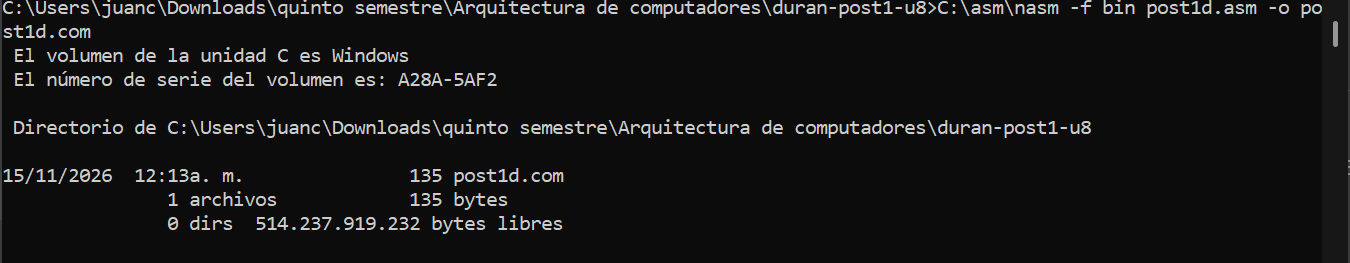 C:\Users\juanc\Downloads\quinto semestre\Arquitectura de computadores\duran-post1-u8>C:\asm\nasm -f bin post1d.asm -o po
st1d.com
 El volumen de la unidad C es Windows
 El número de serie del volumen es: A28A-5AF2

 Directorio de C:\Users\juanc\Downloads\quinto semestre\Arquitectura de computadores\duran-post1-u8

15/11/2026  12:13a. m.               135 post1d.com
               1 archivos            135 bytes
               0 dirs  514.237.919.232 bytes libres